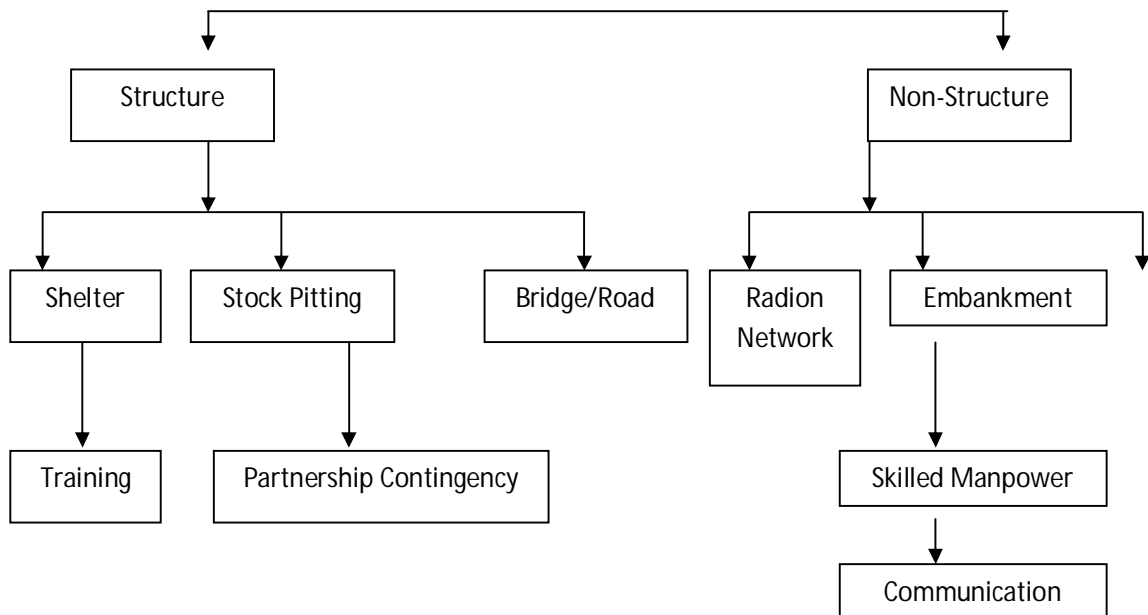 Structure
Non-Structure
Shelter
Stock Pitting
Bridge/Road
Radion
Network
Embankment
Training
Partnership Contingency
Skilled Manpower
Communication